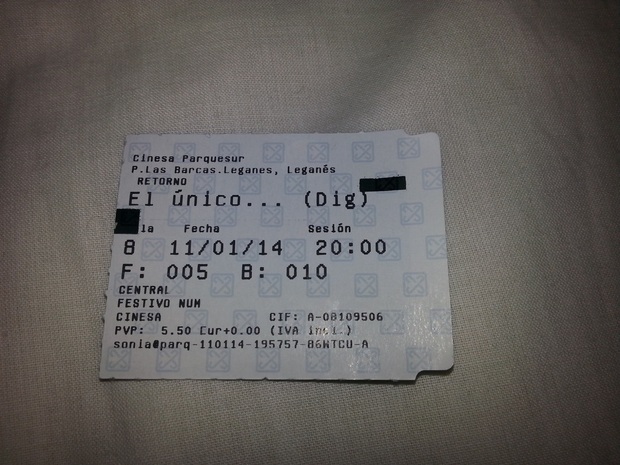 Cinesa Parquesur
P.Las Barcas.Leganes, Leganés
RETORNO
El único... (Dig)
la Fecha Sesión
8 11/01/14 20:00
F: 005 B: 010
CENTRAL
FESTIVO NUM
CINESA CIF: A-08109506
PVP: 5.50 Eur+0.00 (IVA incl.)
sonia@parq-110114-195757-B6NTCU-A